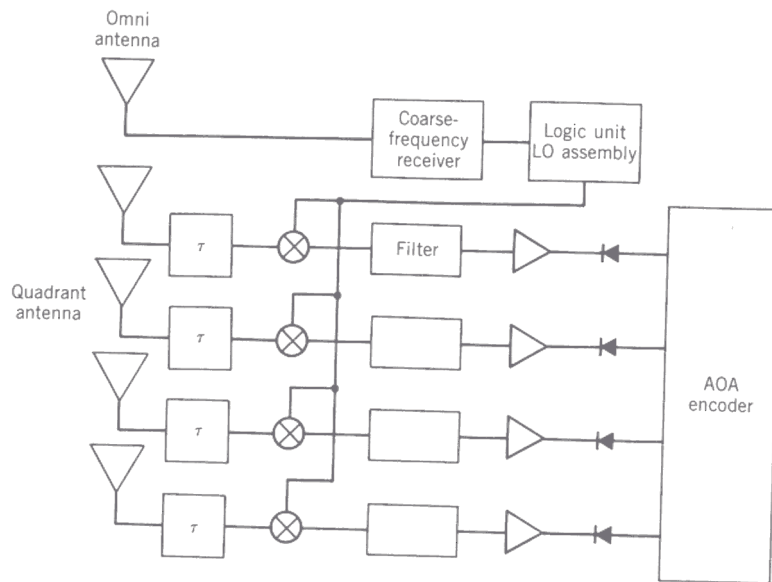 Omni
antenna
Coarse-
frequency
receiver
Logic unit
LO assembly
τ
Filter
Quadrant
antenna
τ
τ
AOA
encoder
τ